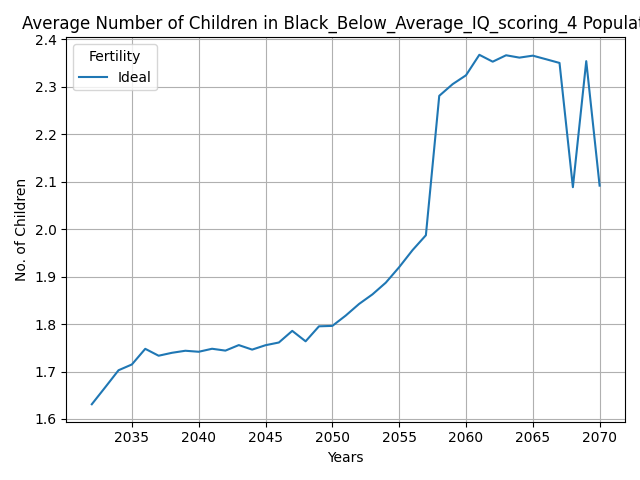 Average Number of Children in Black_Below_Average_IQ_scoring_4 Populat
2.4
2.3
2.2
2.1
2.0
1.9
1.8
1.7
1.6
No. of Children
Fertility
Ideal
2035 2040 2045 2050 2055 2060 2065 2070
Years